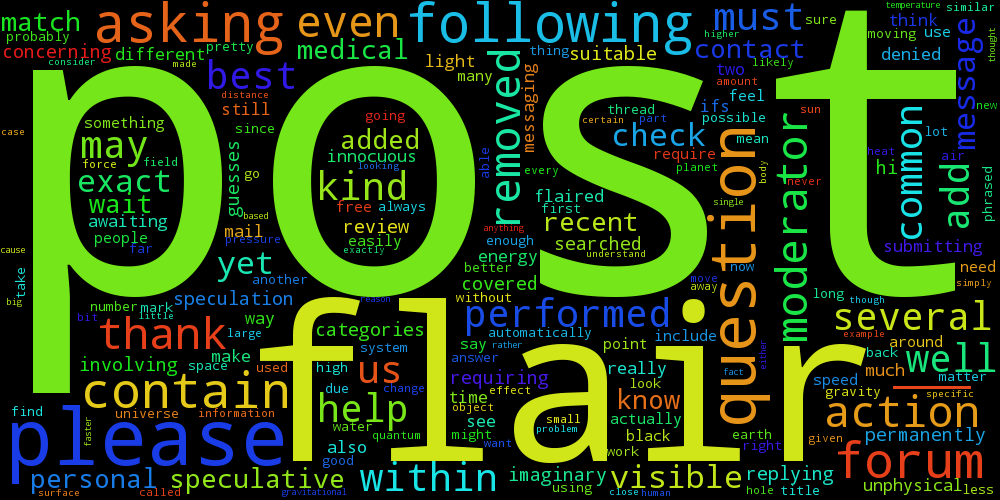 match
asking
even
following
must
post
temperature
similar
think
use
moving
sure
higher
thought
probably
pretty
concerning
different
medical
light
thing
suitable
contact
likely
denied
message
consider
made
best
many
messaging
removed
two
amount
ifs
feel
distance
still
something
may
force
field
case
exact
wait
awaiting
people
far
cause
since
guesses
go
based
mail
pressure
yet
another
going
added
innocuous
looking
kind
free
always
review
easily
exactly
able
thread
certain
part
possible
check
mean
require
every
planet
flaired
first
recent
searched
understand
anything
enough
energy
better
covered
without
body
single
question
move
now
away
sun
never
moderator
hi
common
lot
air
heat
add
phrased
new
submitting
need
simply
take
big
number
mark
little
bit
speculation
way
large
thank
involving
make
space
used
contain
find
universe
information
faster
please
personal
surface
called
speculative
gravitational
flair
reason
categories
system
high
us
due
change
help
water
quantum
also
good
performed
automatically
say
rather
answer
requiring
time
effect
object
see
might
want
within
small
problem
point
include
really
look
know
actually
black
work
imaginary
using
close
human
visible
fact
either
earth
right
hole
title
replying
given
long
though
several
example
around
back
well
much
matter
speed
gravity
specific
action
permanently
forum
unphysical
less